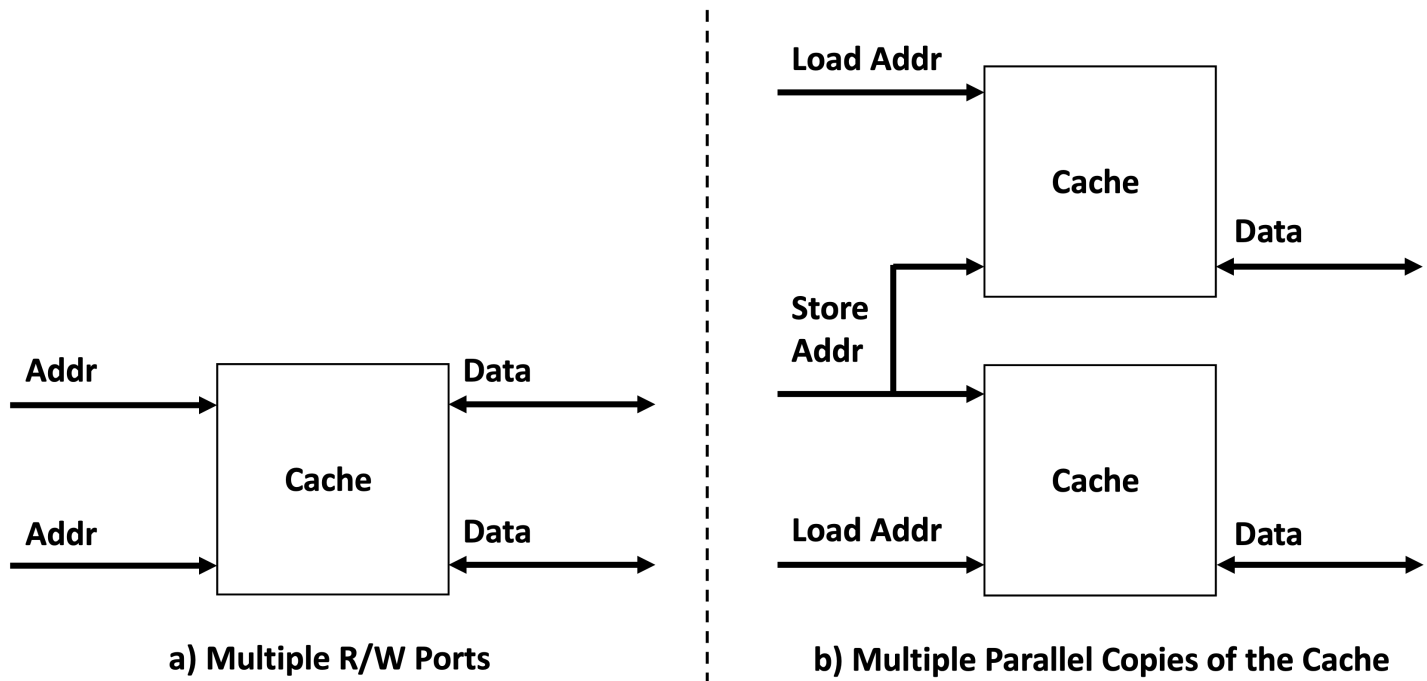 Addr
Data
Cache
Addr
Data
a) Multiple R/W Ports
Load Addr
Cache
Data
Store
Addr
Cache
Load Addr
Data
b) Multiple Parallel Copies of the Cache